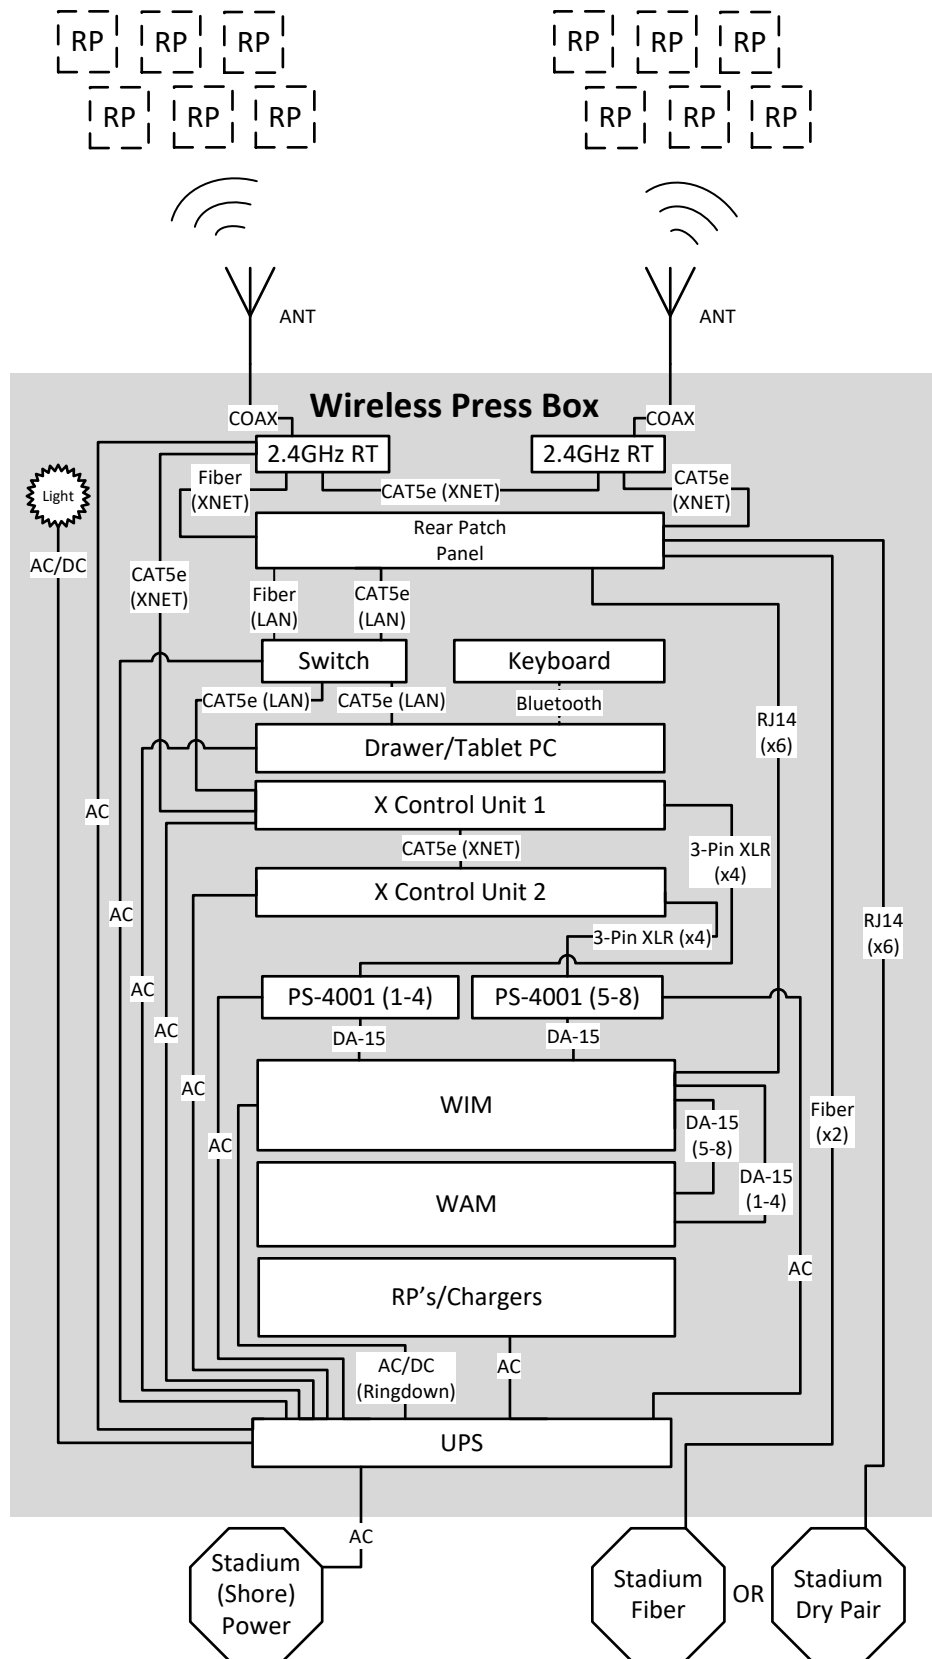 RP RP RP RP RP RP
RP RP RP RP RP RP
ANT ANT
Wireless Press Box
COAX COAX
2.4GHz RT 2.4GHz RT
Fiber
(XNET)
CAT5e (XNET)
CAT5e
(XNET)
Light
Rear Patch
Panel
AC/DC
CAT5e
(XNET)
Fiber
(LAN)
CAT5e
(LAN)
Switch
Keyboard
CAT5e (LAN)
CAT5e (LAN)
Bluetooth
RJ14
(x6)
Drawer/Tablet PC
AC
X Control Unit 1
CAT5e (XNET)
3-Pin XLR
(x4)
X Control Unit 2
AC
3-Pin XLR (x4)
RJ14
(x6)
AC
PS-4001 (1-4)
PS-4001 (5-8)
AC
DA-15
DA-15
AC
WIM
AC
DA-15
(5-8)
Fiber
(x2)
WAM
DA-15
(1-4)
AC
RP's/Chargers
AC/DC
(Ringdown)
AC
UPS
AC
Stadium
(Shore)
Power
Stadium
Fiber
OR
Stadium
Dry Pair